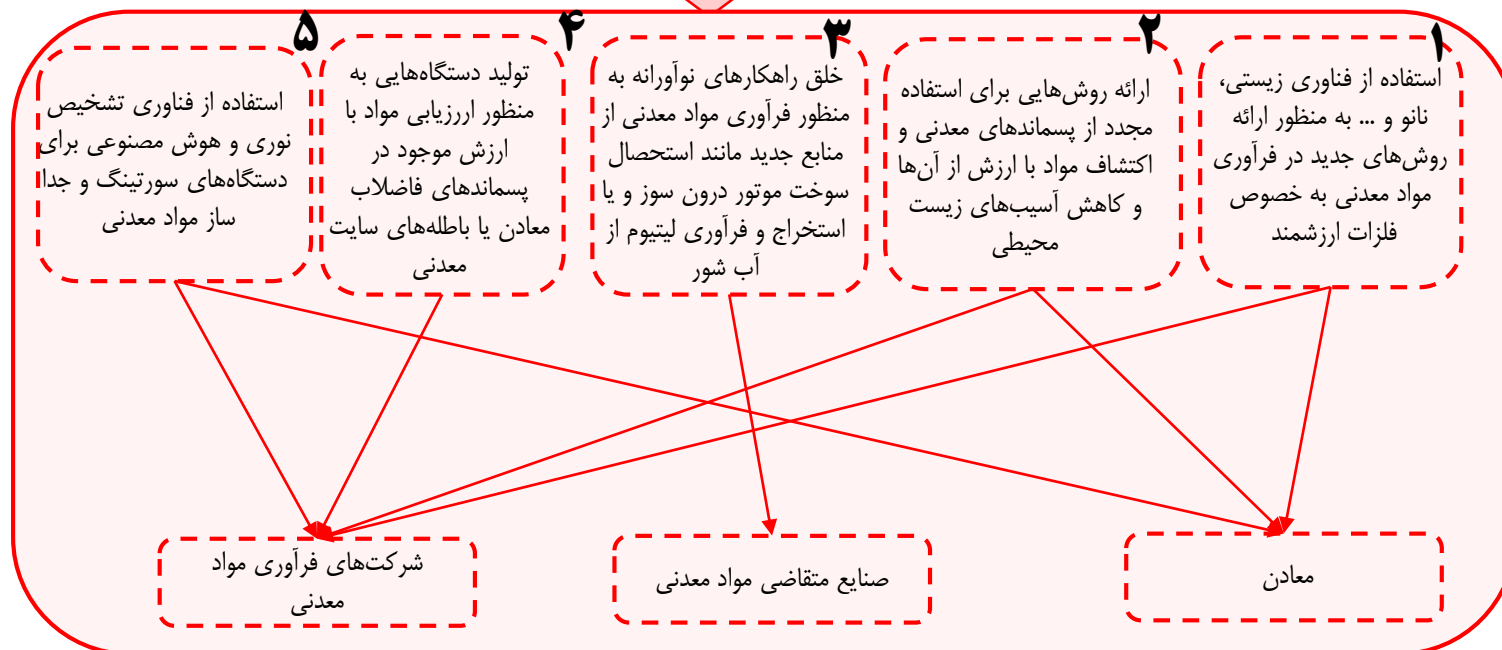 ۱
استفاده از فناوری زیستی،
نانو و ... به منظور ارائه
روش‌های جدید در فرآوری
مواد معدنی به خصوص
فلزات ارزشمند
۲
ارائه روش‌هایی برای استفاده
مجدد از پسماندهای معدنی و
اکتشاف مواد با ارزش از آن‌ها
و کاهش آسیب‌های زیست
محیطی
۳
خلق راهکارهای نوآورانه به
منظور فرآوری مواد معدنی از
منابع جدید مانند استحصال
سوخت موتور درون سوز و یا
استخراج و فرآوری لیتیوم از
آب شور
۴
تولید دستگاه‌هایی به
منظور اررزیابی مواد با
ارزش موجود در
پسماندهای فاضلاب
معادن یا باطله‌های سایت
معدنی
۵
استفاده از فناوری تشخیص
نوری و هوش مصنوعی برای
دستگاه‌های سورتینگ و جدا
ساز مواد معدنی
معادن
صنایع متقاضی مواد معدنی
شرکت‌های فرآوری مواد
معدنی